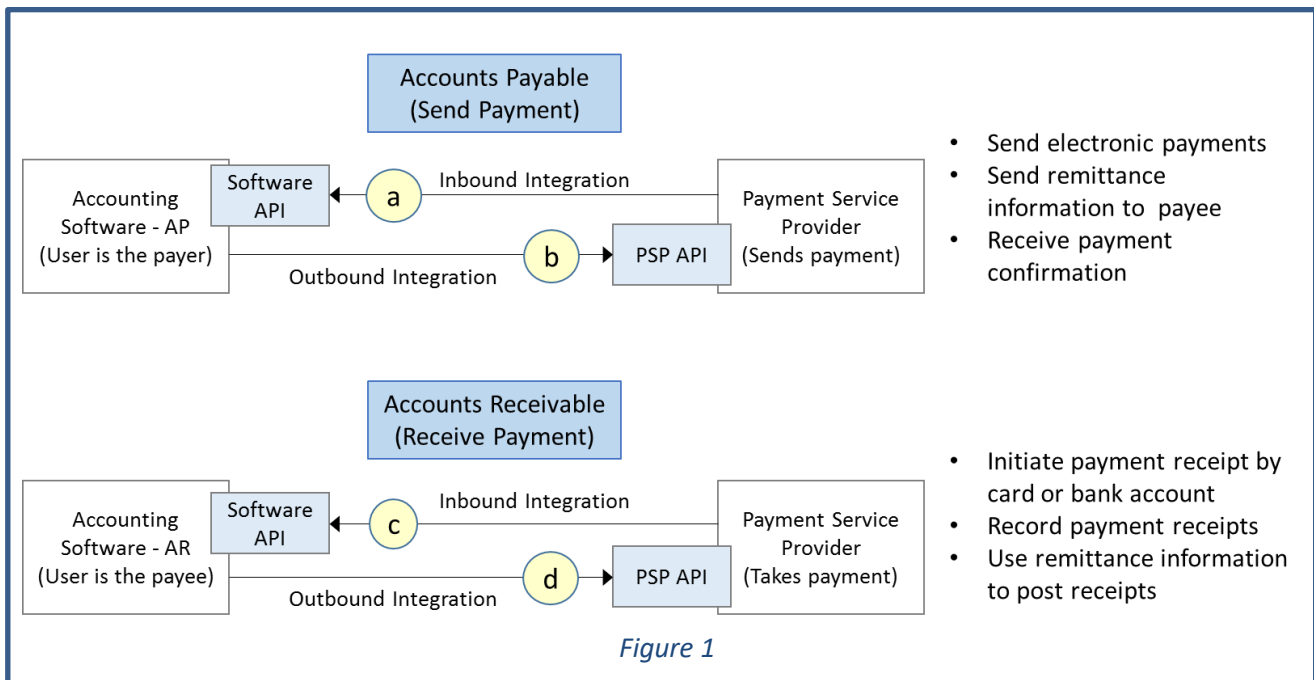 Accounts Payable
(Send Payment)
Accounting
Software - AP
(User is the payer)
Software
API
a
Inbound Integration
Payment Service
Provider
(Sends payment)
b
PSP API
Outbound Integration
• Send electronic payments
• Send remittance
information to payee
• Receive payment
confirmation
Accounts Receivable
(Receive Payment)
Accounting
Software - AR
(User is the payee)
Software
API
c
Inbound Integration
Payment Service
Provider
(Takes payment)
d
PSP API
Outbound Integration
• Initiate payment receipt by
card or bank account
• Record payment receipts
• Use remittance information
to post receipts
Figure 1